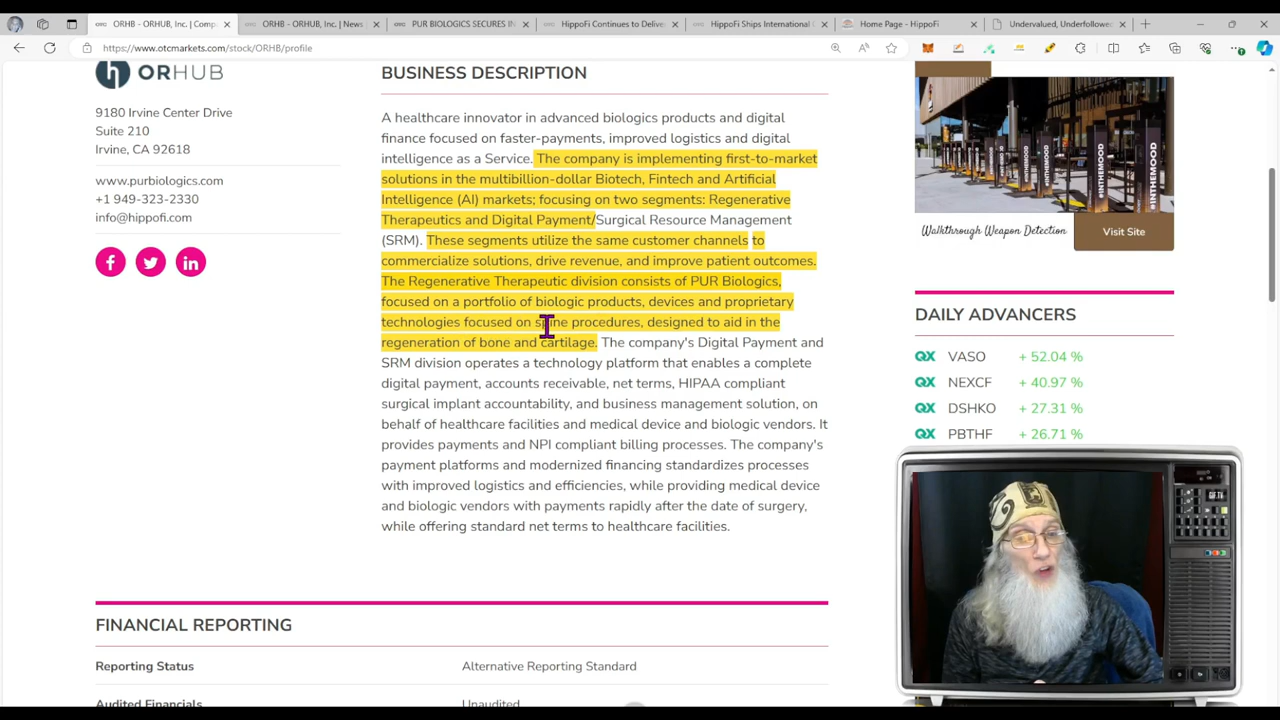 ORHB - ORHUB, Inc. | Comp
ORHB - ORHUB, Inc. | News
PUR BIOLOGICS SECURES IN
HippoFi Continues to Delive
HippoFi Ships International
Home Page - HippoFi
Undervalued, Underfollowed
https://www.otcmarkets.com/stock/ORHB/profile
h ORHUB
9180 Irvine Center Drive
Suite 210
Irvine, CA 92618
www.purbiologics.com
+1 949-323-2330
info@hippofi.com
BUSINESS DESCRIPTION
A healthcare innovator in advanced biologics products and digital
finance focused on faster-payments, improved logistics and digital
intelligence as a Service. The company is implementing first-to-market
solutions in the multibillion-dollar Biotech, Fintech and Artificial
Intelligence (AI) markets; focusing on two segments: Regenerative
Therapeutics and Digital Payment/Surgical Resource Management
(SRM). These segments utilize the same customer channels to
commercialize solutions, drive revenue, and improve patient outcomes.
The Regenerative Therapeutic division consists of PUR Biologics,
focused on a portfolio of biologic products, devices and proprietary
technologies focused on spine procedures, designed to aid in the
regeneration of bone and cartilage. The company's Digital Payment and
SRM division operates a technology platform that enables a complete
digital payment, accounts receivable, net terms, HIPAA compliant
surgical implant accountability, and business management solution, on
behalf of healthcare facilities and medical device and biologic vendors. It
provides payments and NPI compliant billing processes. The company's
payment platforms and modernized financing standardizes processes
with improved logistics and efficiencies, while providing medical device
and biologic vendors with payments rapidly after the date of surgery,
while offering standard net terms to healthcare facilities.
FINANCIAL REPORTING
Reporting Status Alternative Reporting Standard
Audited Financials Unaudited
#INTHEMOOD
#INTHEMOOD
Walkthrough Weapon Detection
Visit Site
DAILY ADVANCERS
QX VASO + 52.04 %
QX NEXCF + 40.97 %
QX DSHKO + 27.31 %
QX PBTHF + 26.71 %